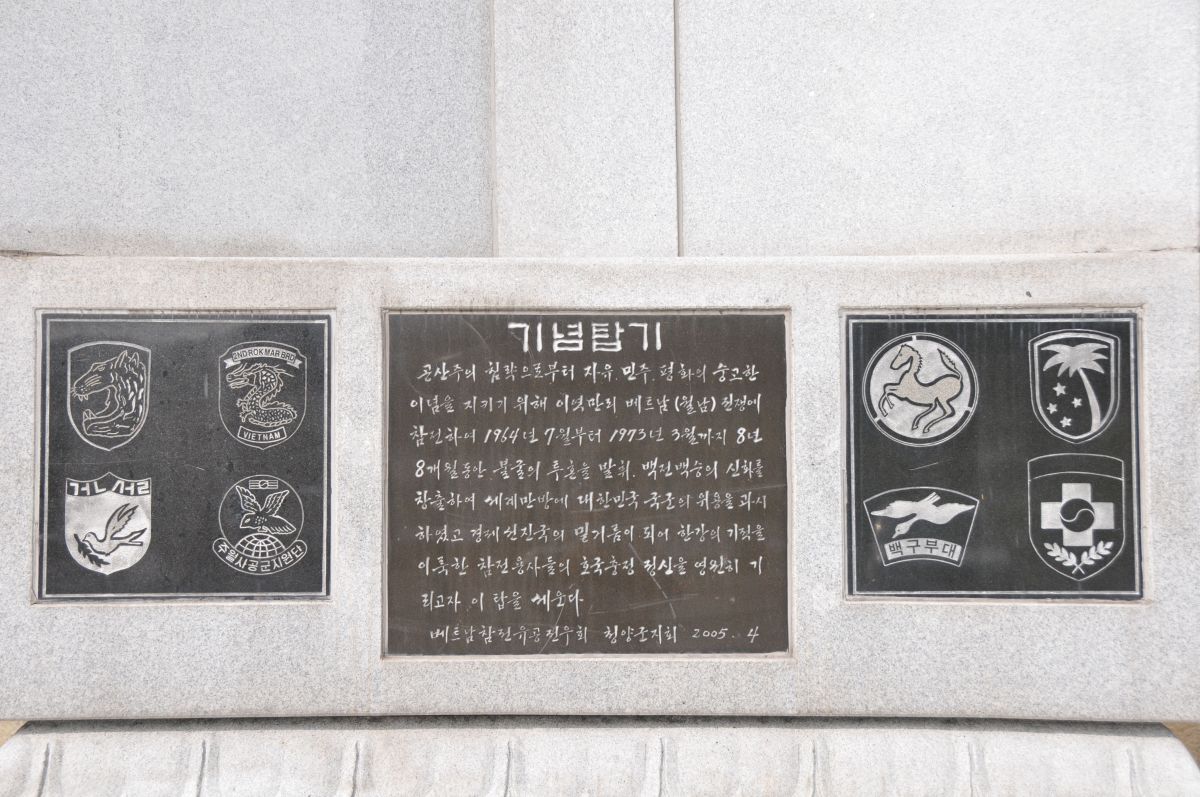 2ND ROK MAR BRG
VIETNAM
건설
주월사공군지원단
기념탑기
공산주의 침략으로부터 자유, 민주, 평화의 숭고한
이념을 지키기 위해 이역만리 베트남 (월남) 전쟁에
참전하여 1964년 7월부터 1973년 3월까지 8년
8개월동안 불굴의 투혼을 발휘, 백전백승의 신화를
창출하여 세계만방에 대한민국 국군의 위용을 과시
하였고 경제 선진국의 밑거름이 되어 한강의 기적을
이룩한 참전용사들의 호국충정 정신을 영원히 기
리고자 이 탑을 세운다
베트남참전유공전우회 청양군지회 2005. 4
백구부대